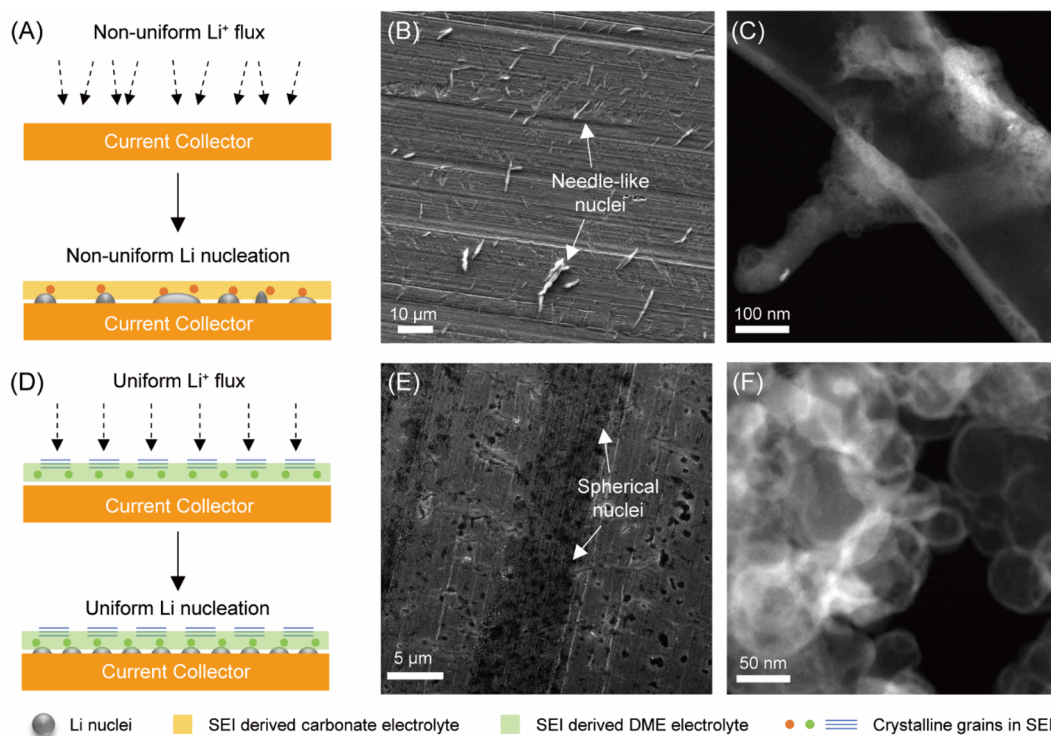 (A)
Non-uniform Li⁺ flux
Current Collector
Non-uniform Li nucleation
Current Collector
(B)
Needle-like
nuclei
10 µm
(C)
100 nm
(D)
Uniform Li⁺ flux
Current Collector
Uniform Li nucleation
Current Collector
(E)
Spherical
nuclei
5 µm
(F)
50 nm
Li nuclei
SEI derived carbonate electrolyte
SEI derived DME electrolyte
Crystalline grains in SEI